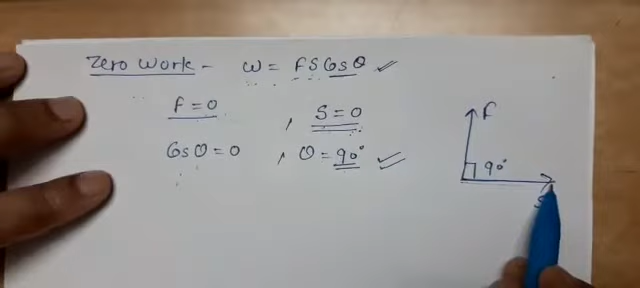 Zero Work - W = FS Cos θ ✓
F = 0 , S = 0
Cos θ = 0 , θ = 90° ✓
F
90°
S